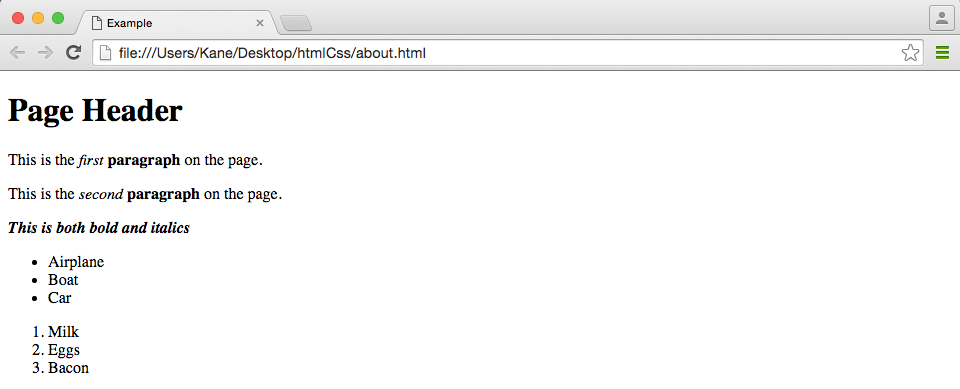 Example
file:///Users/Kane/Desktop/htmlCss/about.html
Page Header
This is the first paragraph on the page.
This is the second paragraph on the page.
This is both bold and italics
• Airplane
• Boat
• Car
1. Milk
2. Eggs
3. Bacon